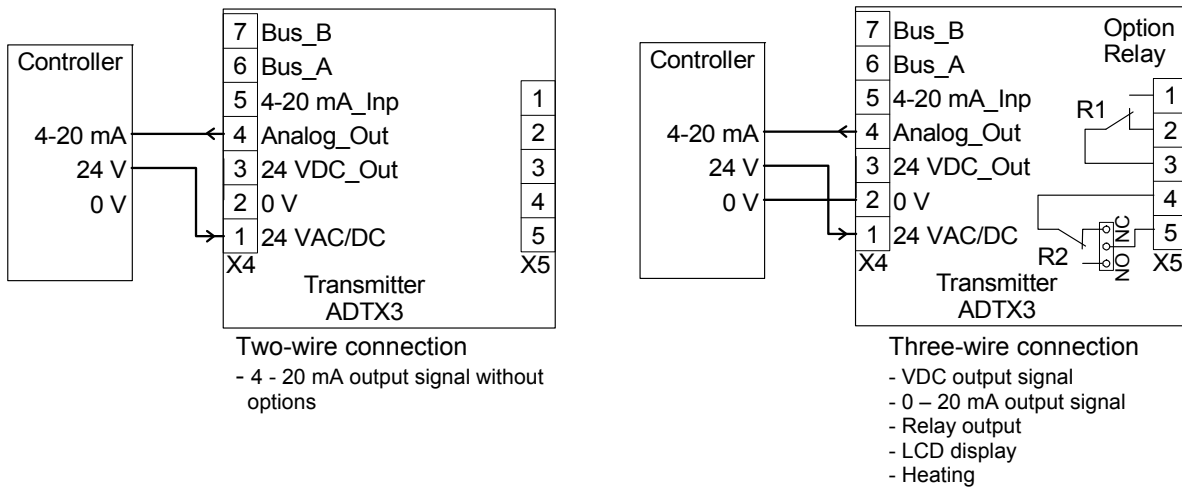 Controller
4-20 mA
24 V
0 V
7 Bus_B
6 Bus_A
5 4-20 mA_Inp
4 Analog_Out
3 24 VDC_Out
2 0 V
1 24 VAC/DC
X4
1
2
3
4
5
X5
Transmitter
ADTX3
Two-wire connection
- 4 - 20 mA output signal without
options
Controller
4-20 mA
24 V
0 V
7 Bus_B
6 Bus_A
5 4-20 mA_Inp
4 Analog_Out
3 24 VDC_Out
2 0 V
1 24 VAC/DC
X4
Option
Relay
R1
R2
NC
NO
1
2
3
4
5
X5
Transmitter
ADTX3
Three-wire connection
- VDC output signal
- 0 – 20 mA output signal
- Relay output
- LCD display
- Heating